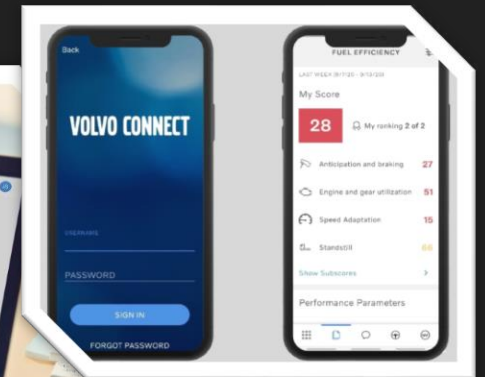 Back
VOLVO CONNECT
USERNAME
PASSWORD
SIGN IN
FORGOT PASSWORD
FUEL EFFICIENCY
My Score
28
My ranking 2 of 2
Anticipation and braking 27
Engine and gear utilization 51
Speed Adaptation 15
Standstill
Show Subscores
Performance Parameters